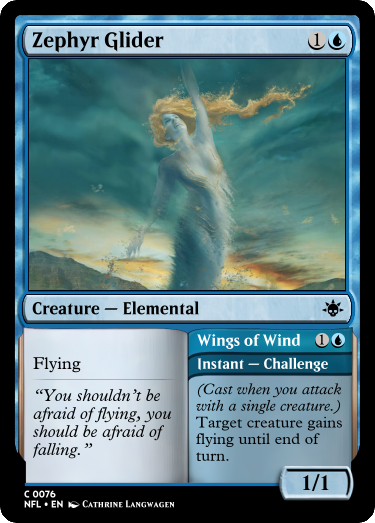 Zephyr Glider 1
Creature — Elemental
Flying
“You shouldn’t be
afraid of flying, you
should be afraid of
falling.”
Wings of Wind 1
Instant — Challenge
(Cast when you attack
with a single creature.)
Target creature gains
flying until end of
turn.
1/1
C 0076
NFL • EN Cathrine Langwagen